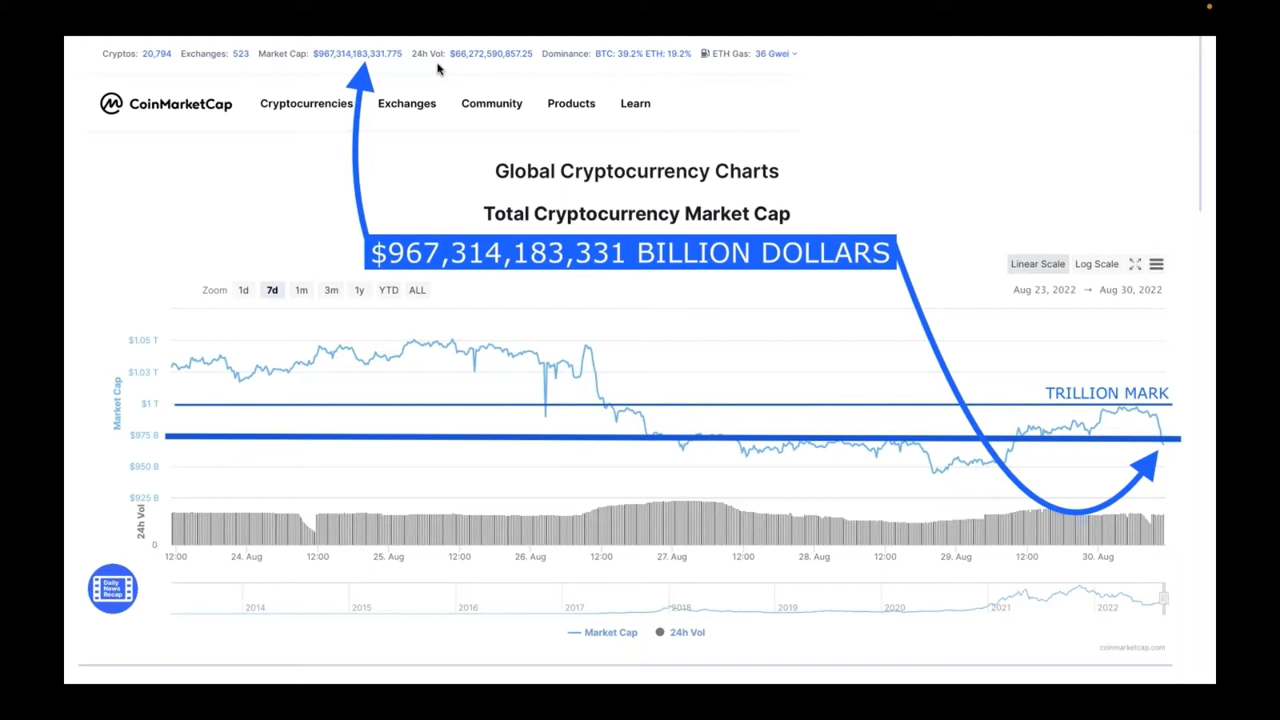 Cryptos: 20,794 Exchanges: 523 Market Cap: $967,314,183,331.775 24h Vol: $66,272,590,857.25 Dominance: BTC: 39.2% ETH: 19.2% ETH Gas: 36 Gwei
CoinMarketCap Cryptocurrencies Exchanges Community Products Learn
Global Cryptocurrency Charts
Total Cryptocurrency Market Cap
$967,314,183,331 BILLION DOLLARS
Linear Scale Log Scale
Zoom 1d 7d 1m 3m 1y YTD ALL
Aug 23, 2022 → Aug 30, 2022
$1.05 T
$1.03 T
TRILLION MARK
$1 T
$975 B
$950 B
$925 B
0
Market Cap
24h Vol
12:00 24. Aug 12:00 25. Aug 12:00 26. Aug 12:00 27. Aug 12:00 28. Aug 12:00 29. Aug 12:00 30. Aug
Daily
News
Recap
2014 2015 2016 2017 2018 2019 2020 2021 2022
Market Cap 24h Vol
coinmarketcap.com